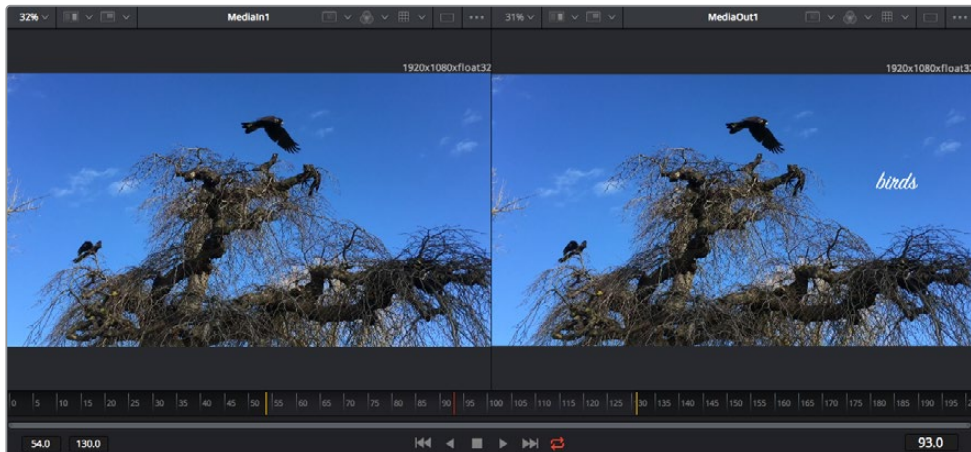 32% MediaIn1 31% MediaOut1
1920x1080xfloat32 1920x1080xfloat32
birds
0 5 10 15 20 25 30 35 40 45 50 55 60 65 70 75 80 85 90 95 100 105 110 115 120 125 130 135 140 145 150 155 160 165 170 175 180 185 190 195
54.0 130.0 93.0